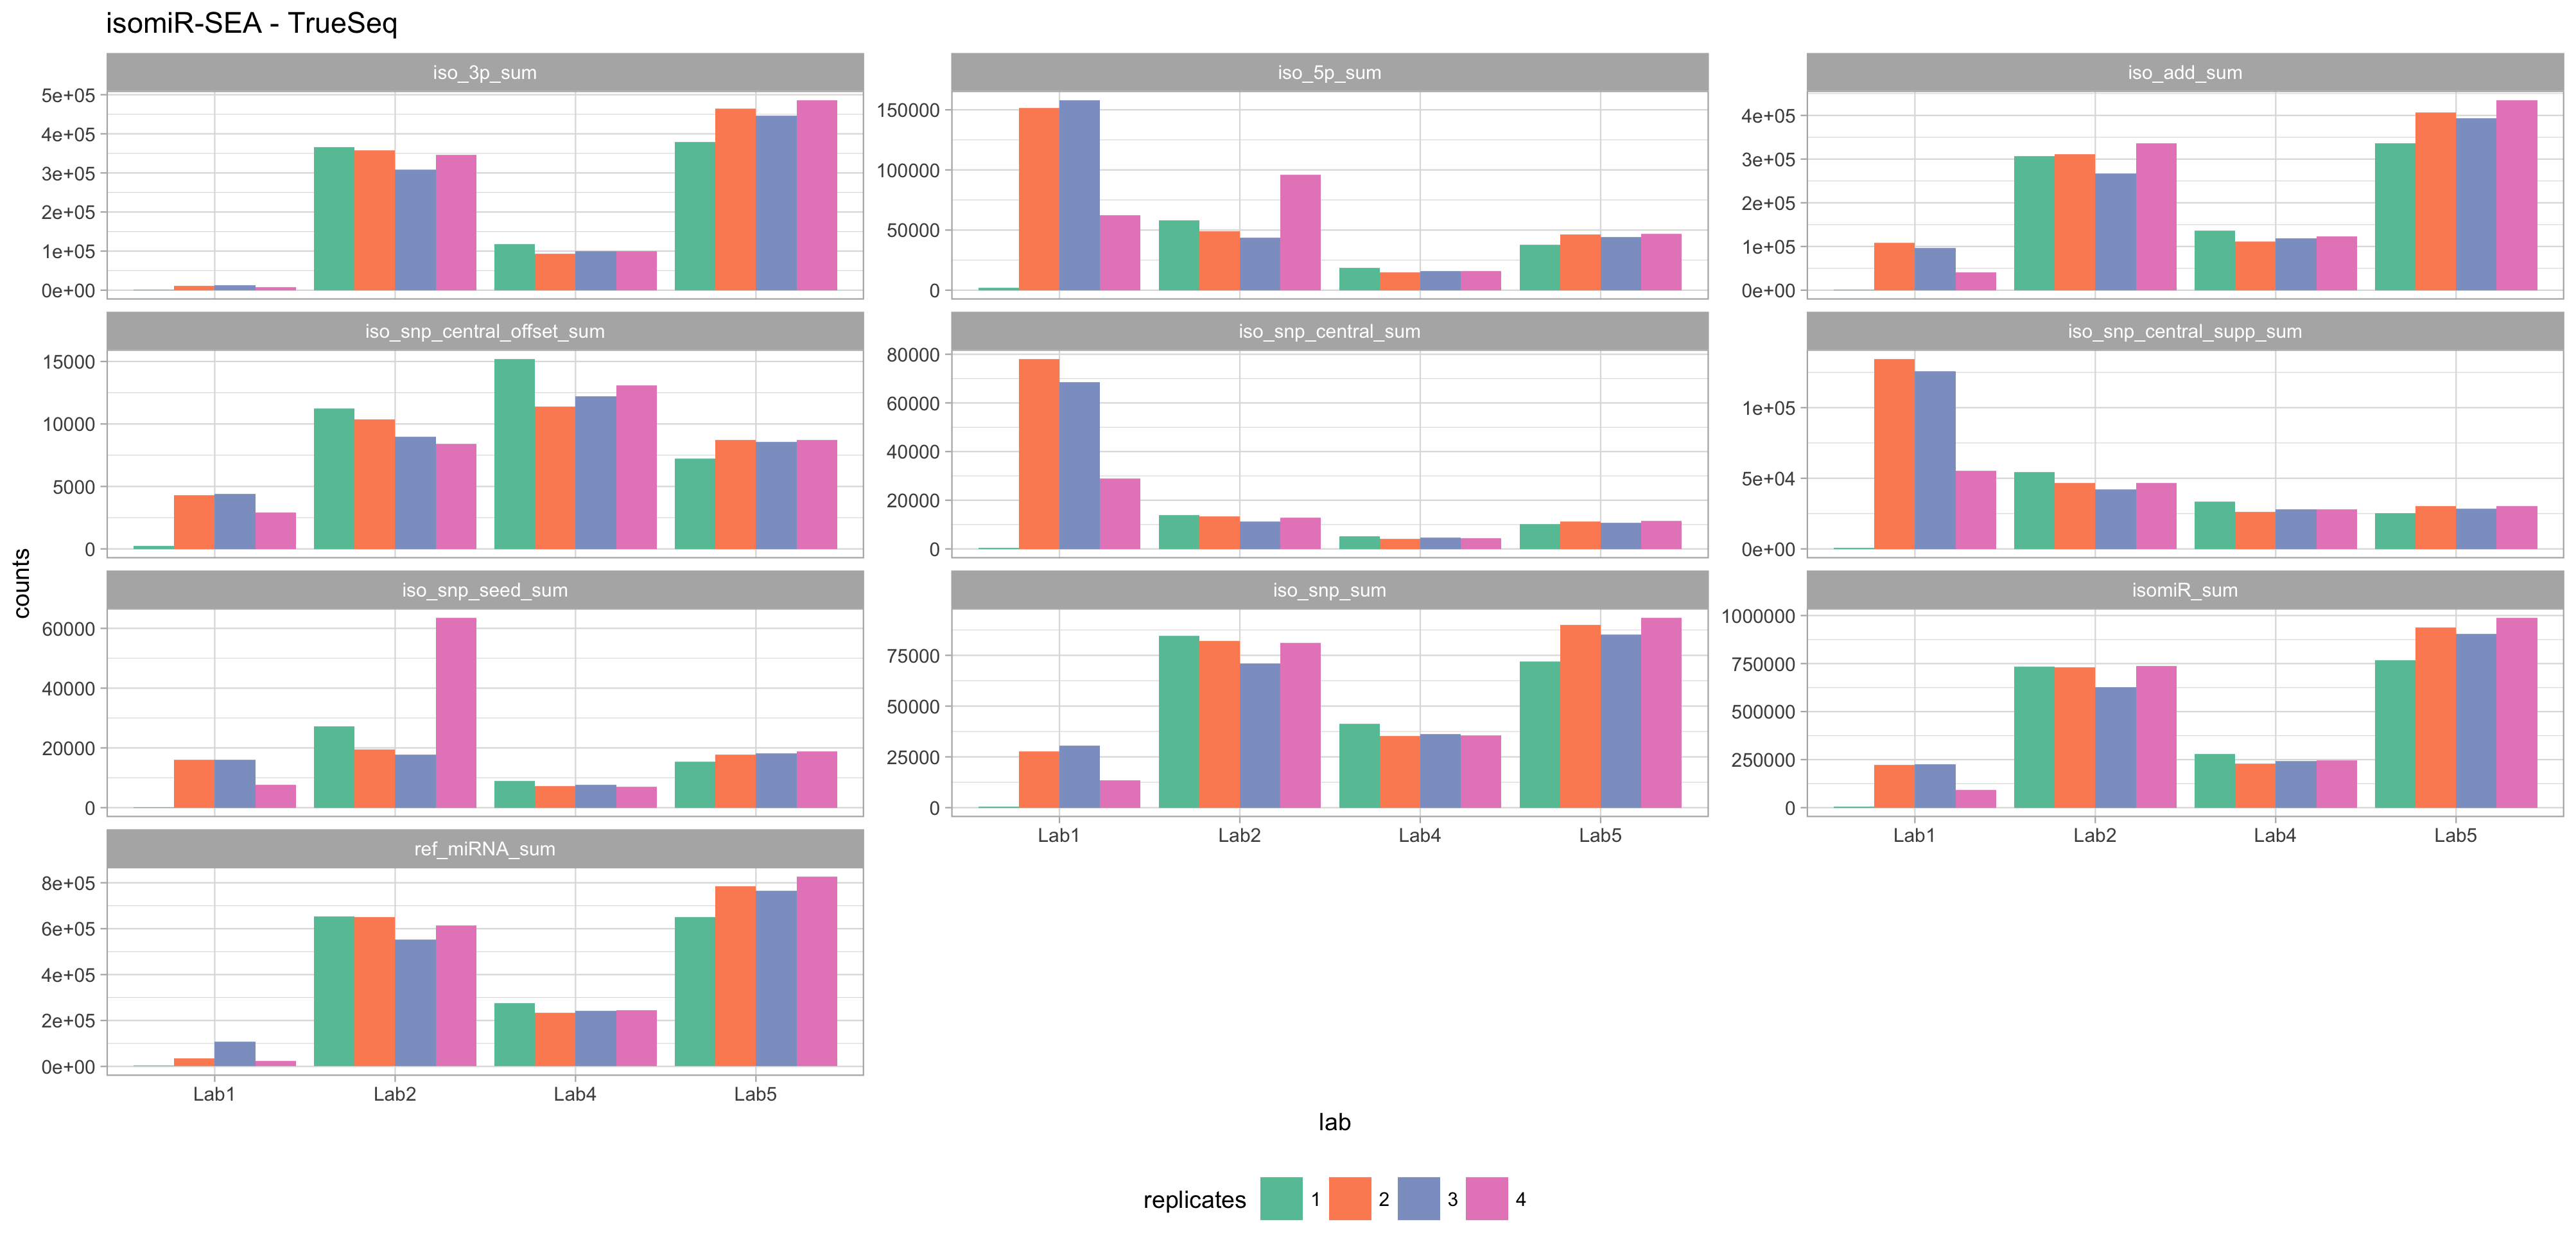 isomiR-SEA - TrueSeq
iso_3p_sum
5e+05
4e+05
3e+05
2e+05
1e+05
0e+00
iso_5p_sum
150000
100000
50000
0
iso_add_sum
4e+05
3e+05
2e+05
1e+05
0e+00
iso_snp_central_offset_sum
15000
10000
5000
0
iso_snp_central_sum
80000
60000
40000
20000
0
iso_snp_central_supp_sum
1e+05
5e+04
0e+00
iso_snp_seed_sum
60000
40000
20000
0
iso_snp_sum
75000
50000
25000
0
Lab1 Lab2 Lab4 Lab5
isomiR_sum
1000000
750000
500000
250000
0
Lab1 Lab2 Lab4 Lab5
ref_miRNA_sum
8e+05
6e+05
4e+05
2e+05
0e+00
Lab1 Lab2 Lab4 Lab5
counts
lab
replicates 1 2 3 4